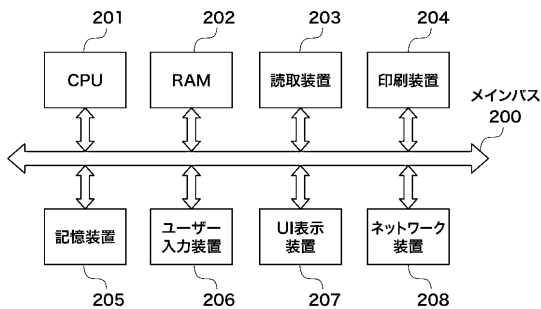 201
202
203
204
CPU
RAM
読取装置
印刷装置
メインバス
200
記憶装置
ユーザー
入力装置
UI表示
装置
ネットワーク
装置
205
206
207
208